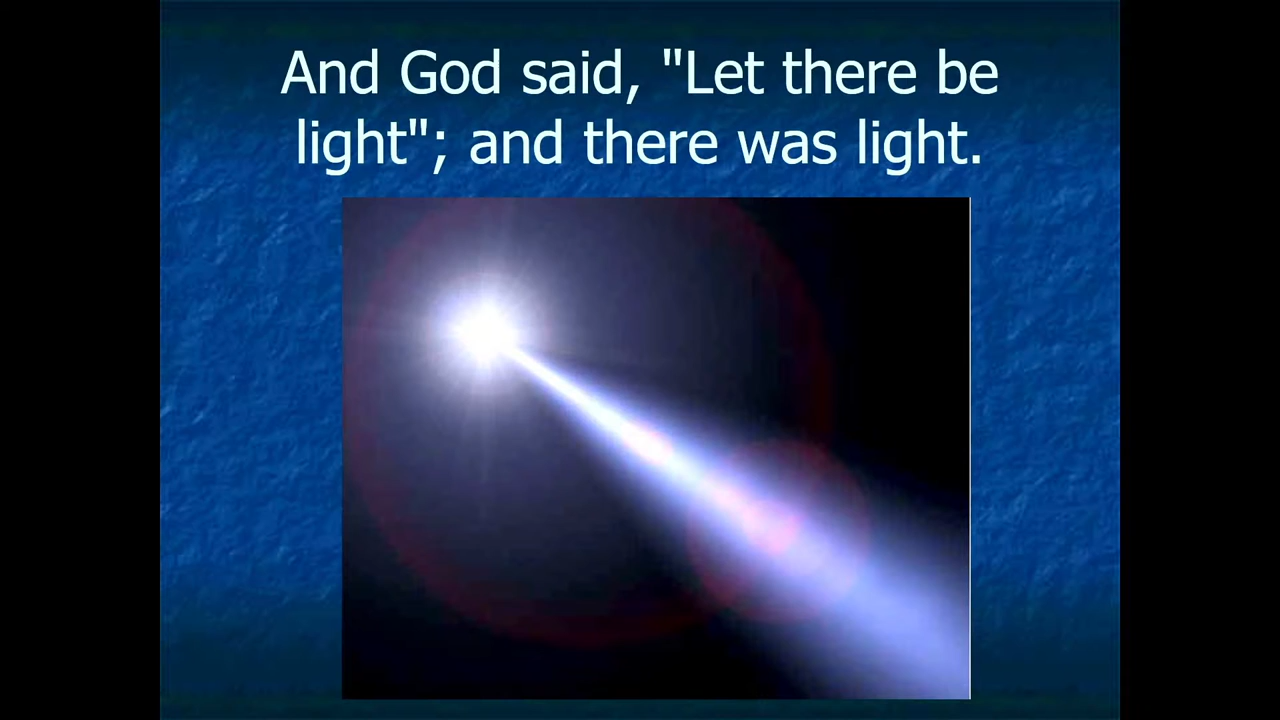 And God said, "Let there be
light"; and there was light.